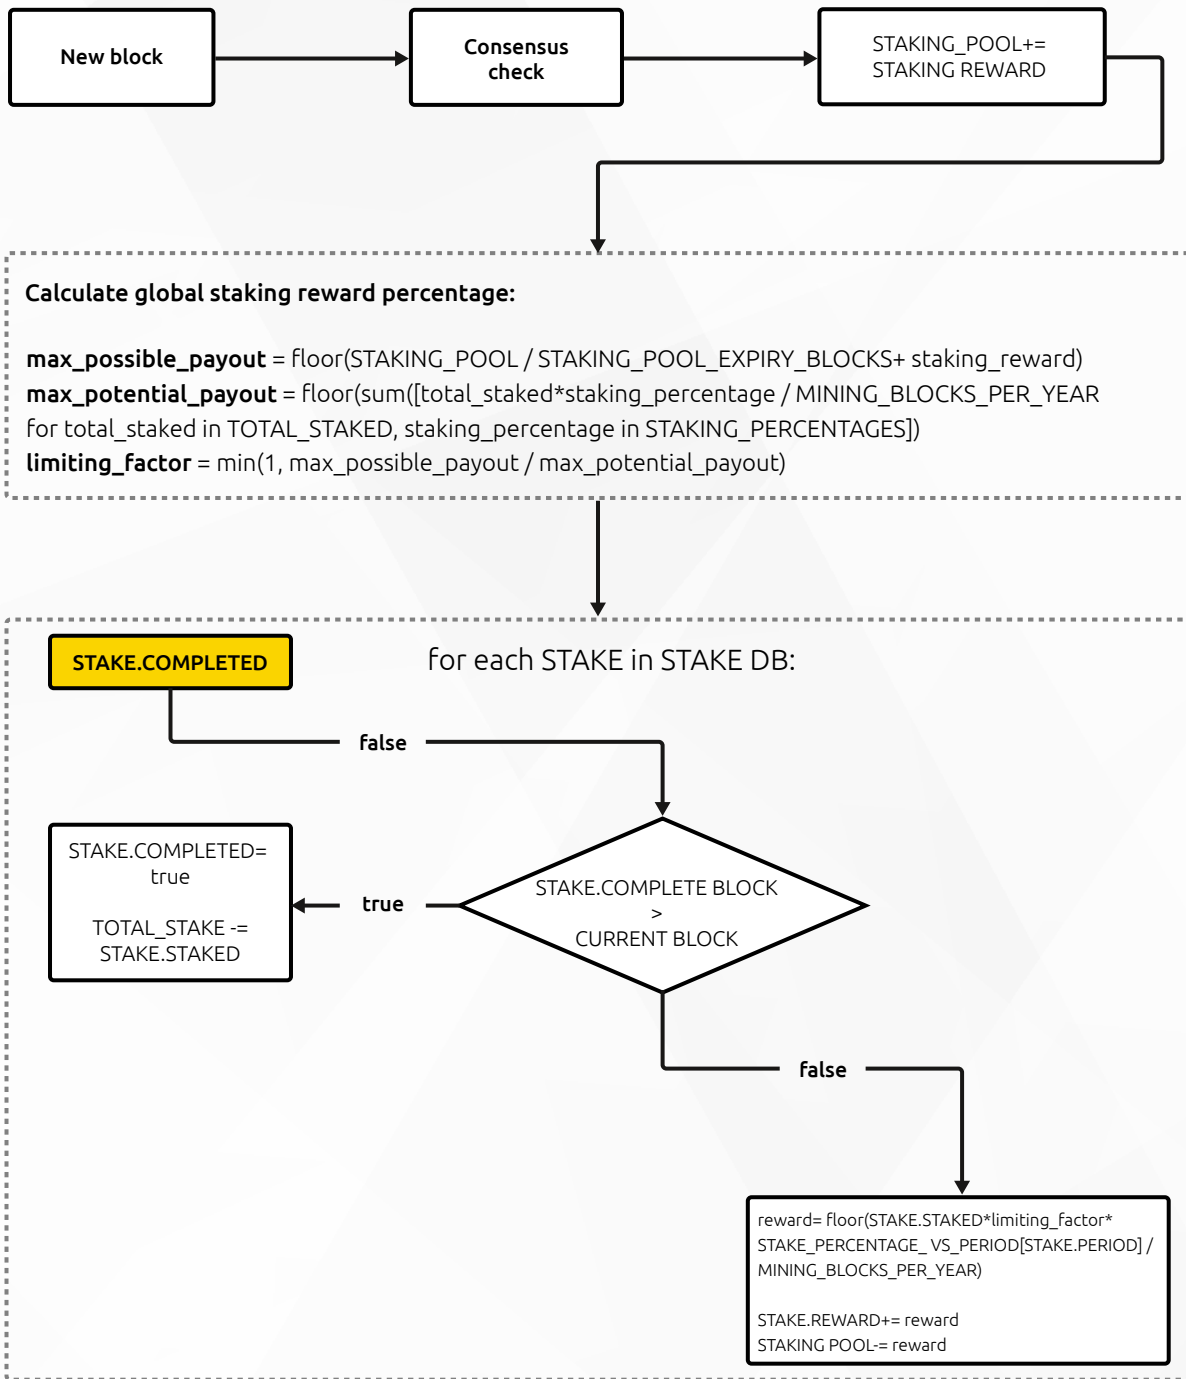 New block
Consensus
check
STAKING_POOL+=
STAKING REWARD
Calculate global staking reward percentage:
max_possible_payout = floor(STAKING_POOL / STAKING_POOL_EXPIRY_BLOCKS+ staking_reward)
max_potential_payout = floor(sum([total_staked*staking_percentage / MINING_BLOCKS_PER_YEAR
for total_staked in TOTAL_STAKED, staking_percentage in STAKING_PERCENTAGES])
limiting_factor = min(1, max_possible_payout / max_potential_payout)
STAKE.COMPLETED
for each STAKE in STAKE DB:
false
STAKE.COMPLETED=
true
TOTAL_STAKE -=
STAKE.STAKED
true
STAKE.COMPLETE BLOCK
>
CURRENT BLOCK
false
reward= floor(STAKE.STAKED*limiting_factor*
STAKE_PERCENTAGE_ VS_PERIOD[STAKE.PERIOD] /
MINING_BLOCKS_PER_YEAR)
STAKE.REWARD+= reward
STAKING POOL-= reward